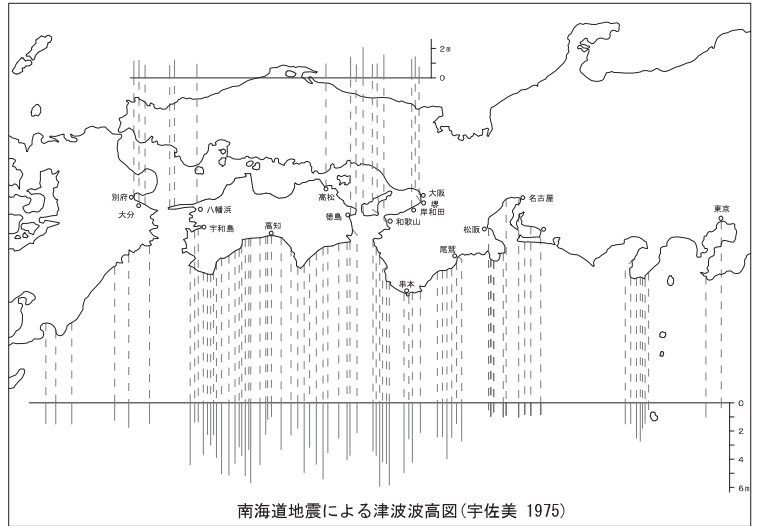 2m
0
別府
大分
八幡浜
宇和島
高知
高松
徳島
大阪
堺
岸和田
和歌山
串本
尾鷲
松阪
名古屋
東京
0
2
4
6m
南海道地震による津波波高図(宇佐美 1975)